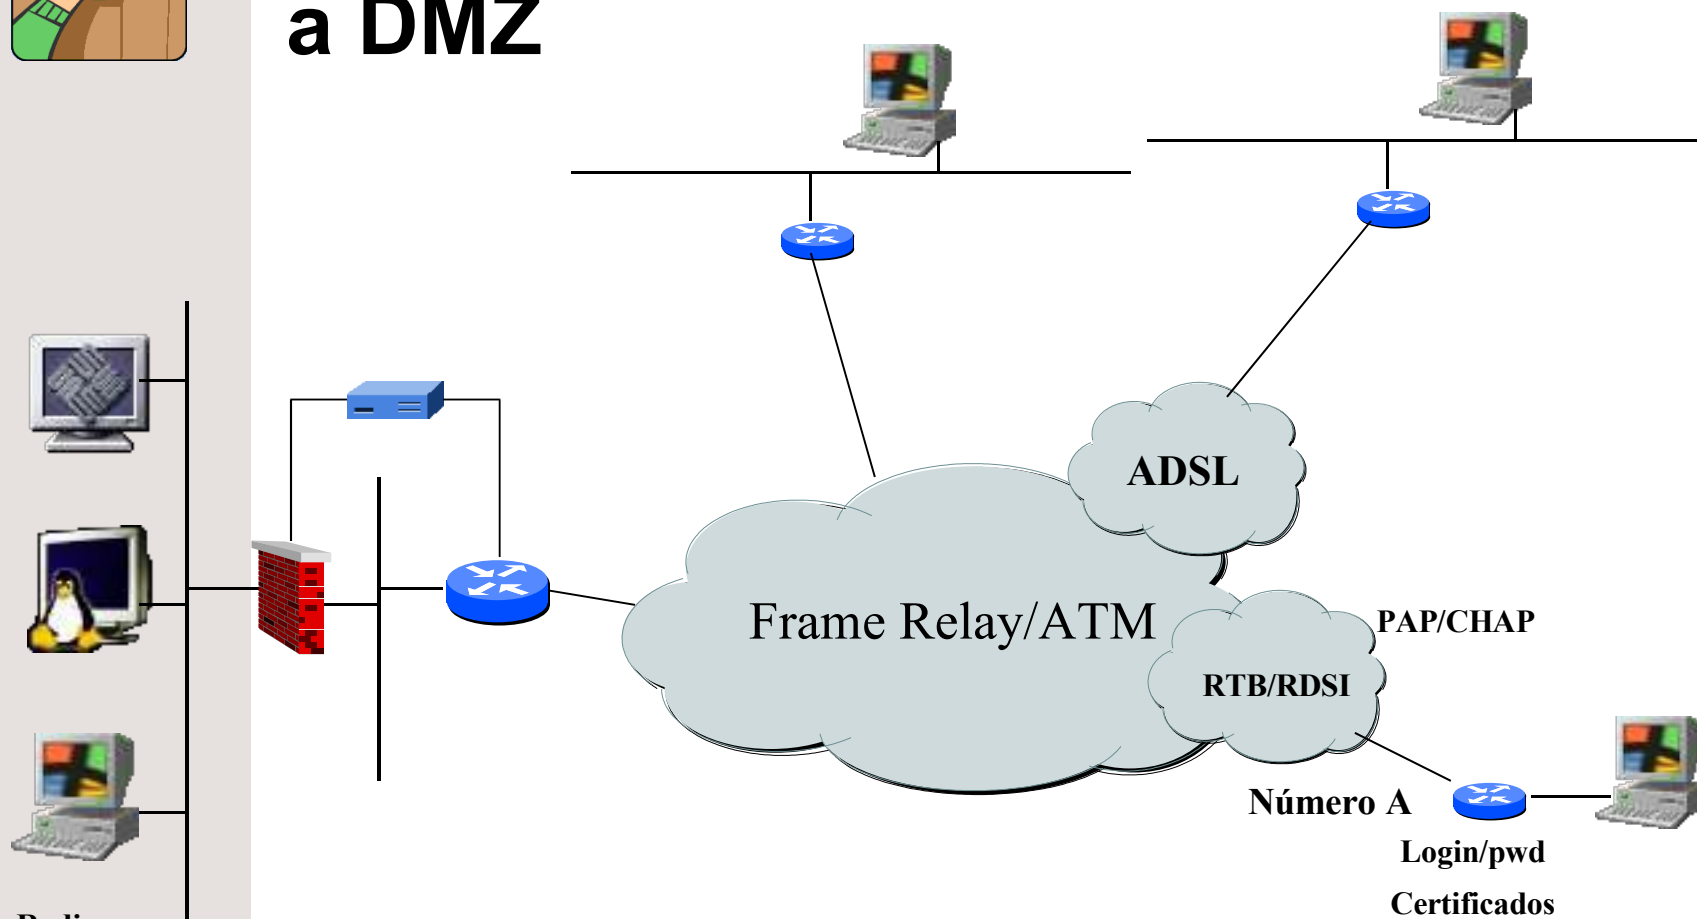 a DMZ
ADSL
Frame Relay/ATM
PAP/CHAP
RTB/RDSI
Número A
Login/pwd
Certificados